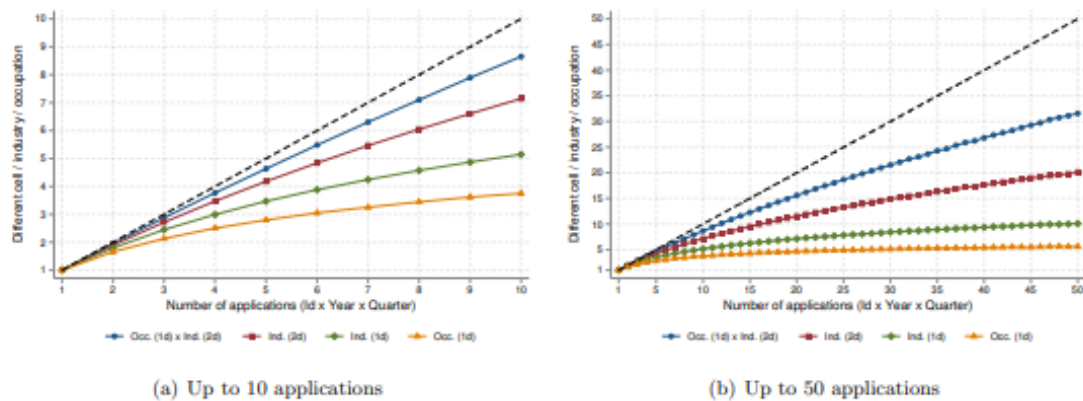 Different cell / industry / occupation
10
9
8
7
6
5
4
3
2
1
1 2 3 4 5 6 7 8 9 10
Number of applications (Id x Year x Quarter)
Occ. (1d) x Ind. (2d) Ind. (2d) Ind. (1d) Occ. (1d)
(a) Up to 10 applications
Different cell / industry / occupation
50
45
40
35
30
25
20
15
10
5
1
1 5 10 15 20 25 30 35 40 45 50
Number of applications (Id x Year x Quarter)
Occ. (1d) x Ind. (2d) Ind. (2d) Ind. (1d) Occ. (1d)
(b) Up to 50 applications